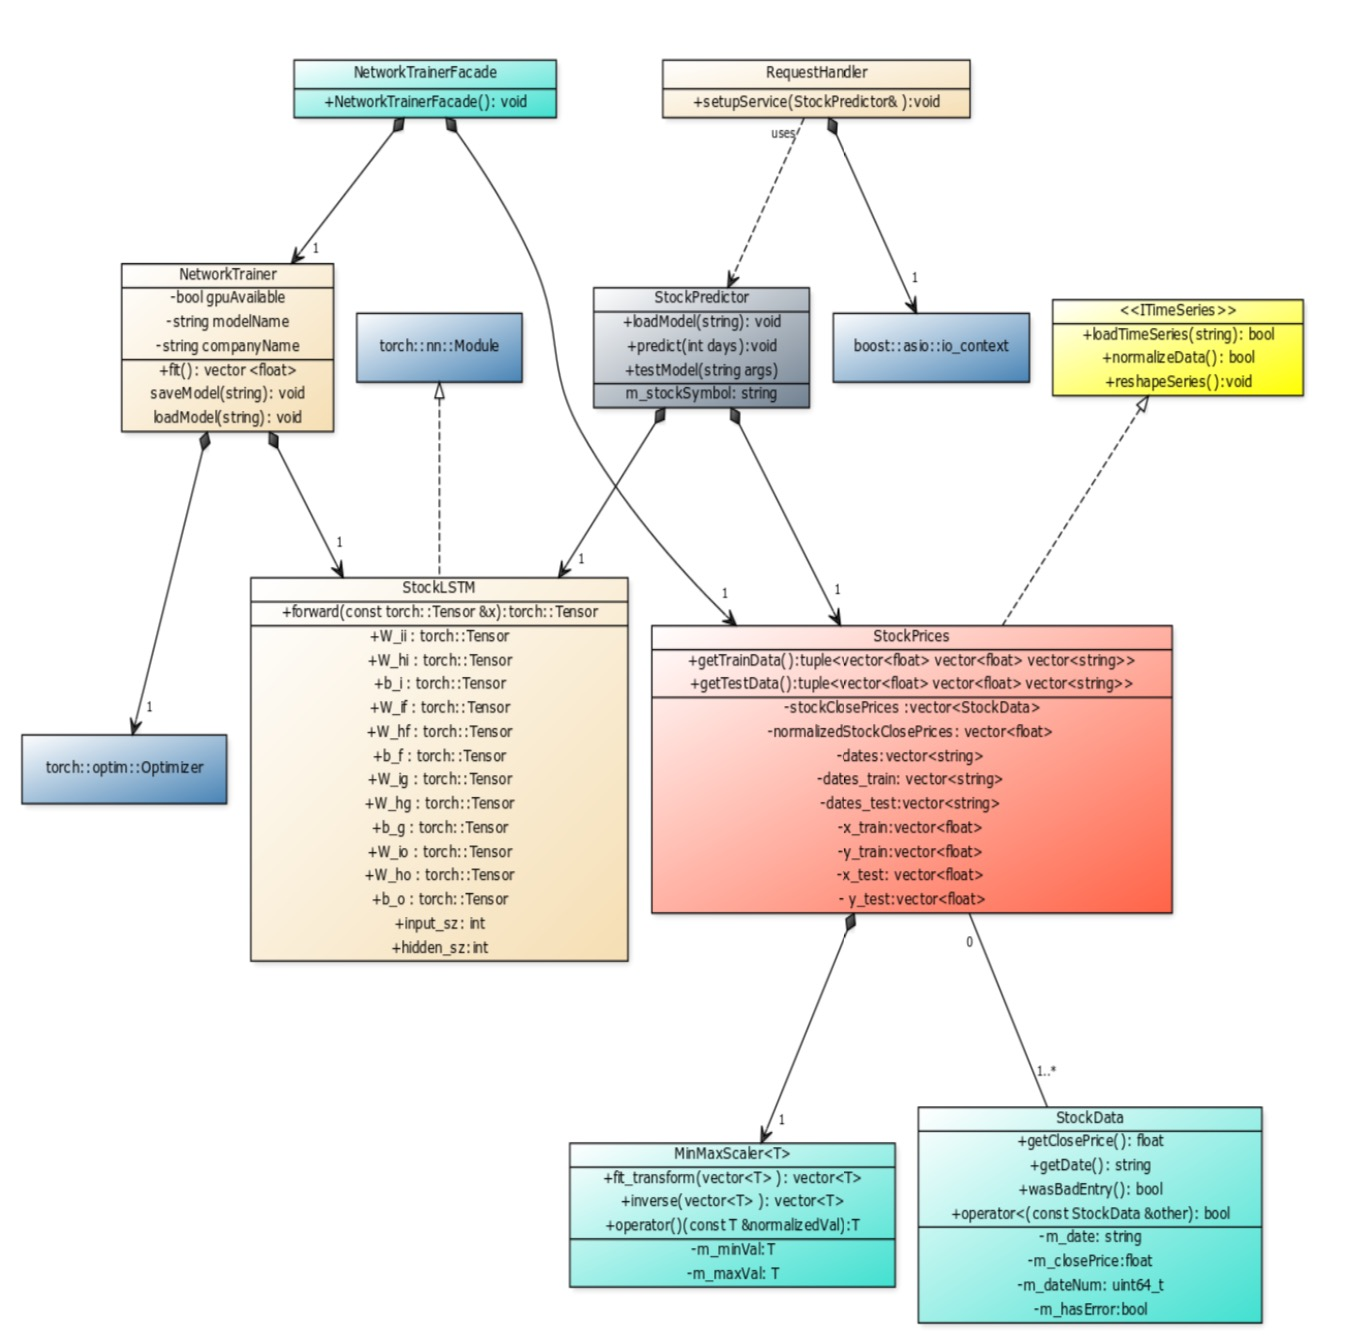 NetworkTrainerFacade
+NetworkTrainerFacade(): void
RequestHandler
+setupService(StockPredictor& ):void
uses
1
NetworkTrainer
-bool gpuAvailable
-string modelName
-string companyName
+fit(): vector <float>
saveModel(string): void
loadModel(string): void
torch::nn::Module
StockPredictor
+loadModel(string): void
+predict(int days):void
+testModel(string args)
m_stockSymbol: string
1
boost::asio::io_context
<<ITimeSeries>>
+loadTimeSeries(string): bool
+normalizeData(): bool
+reshapeSeries():void
1
1
1
1
1
torch::optim::Optimizer
StockLSTM
+forward(const torch::Tensor &x):torch::Tensor
+W_ii : torch::Tensor
+W_hi : torch::Tensor
+b_i : torch::Tensor
+W_if : torch::Tensor
+W_hf : torch::Tensor
+b_f : torch::Tensor
+W_ig : torch::Tensor
+W_hg : torch::Tensor
+b_g : torch::Tensor
+W_io : torch::Tensor
+W_ho : torch::Tensor
+b_o : torch::Tensor
+input_sz: int
+hidden_sz:int
StockPrices
+getTrainData():tuple<vector<float> vector<float> vector<string>>
+getTestData():tuple<vector<float> vector<float> vector<string>>
-stockClosePrices :vector<StockData>
-normalizedStockClosePrices: vector<float>
-dates:vector<string>
-dates_train: vector<string>
-dates_test:vector<string>
-x_train:vector<float>
-y_train:vector<float>
-x_test: vector<float>
- y_test:vector<float>
0
1..*
1
MinMaxScaler<T>
+fit_transform(vector<T> ): vector<T>
+inverse(vector<T> ): vector<T>
+operator()(const T &normalizedVal):T
-m_minVal:T
-m_maxVal: T
StockData
+getClosePrice(): float
+getDate(): string
+wasBadEntry(): bool
+operator<(const StockData &other): bool
-m_date: string
-m_closePrice:float
-m_dateNum: uint64_t
-m_hasError:bool